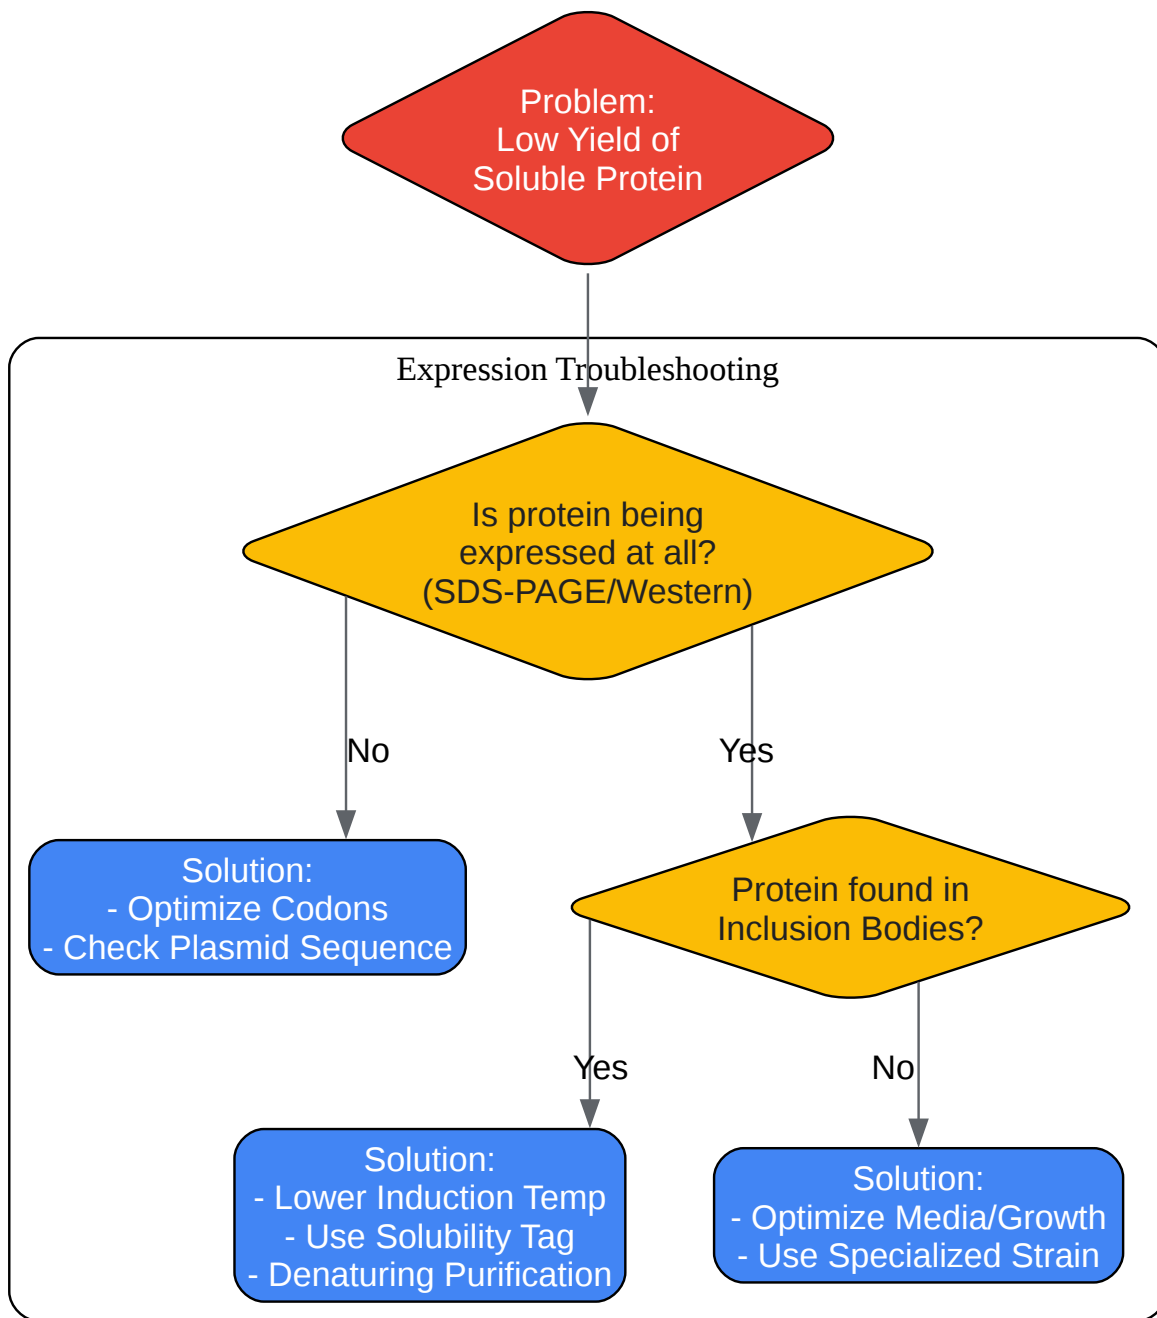 Problem:
Low Yield of
Soluble Protein
Expression Troubleshooting
Is protein being
expressed at all?
(SDS-PAGE/Western)
No
Yes
Solution:
- Optimize Codons
- Check Plasmid Sequence
Protein found in
Inclusion Bodies?
Yes
No
Solution:
- Lower Induction Temp
- Use Solubility Tag
- Denaturing Purification
Solution:
- Optimize Media/Growth
- Use Specialized Strain